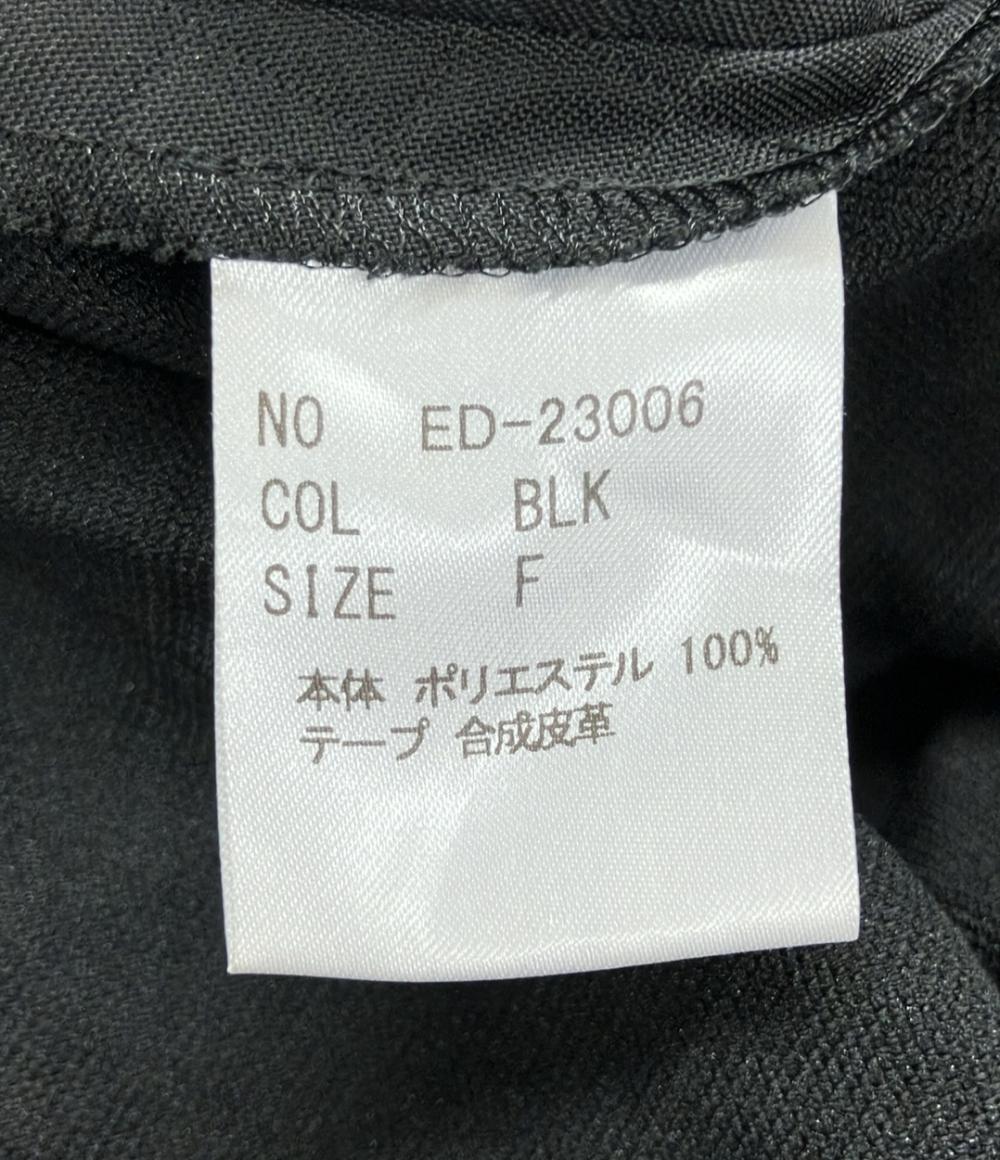 NO ED-23006
COL BLK
SIZE F
本体 ポリエステル 100%
テープ 合成皮革